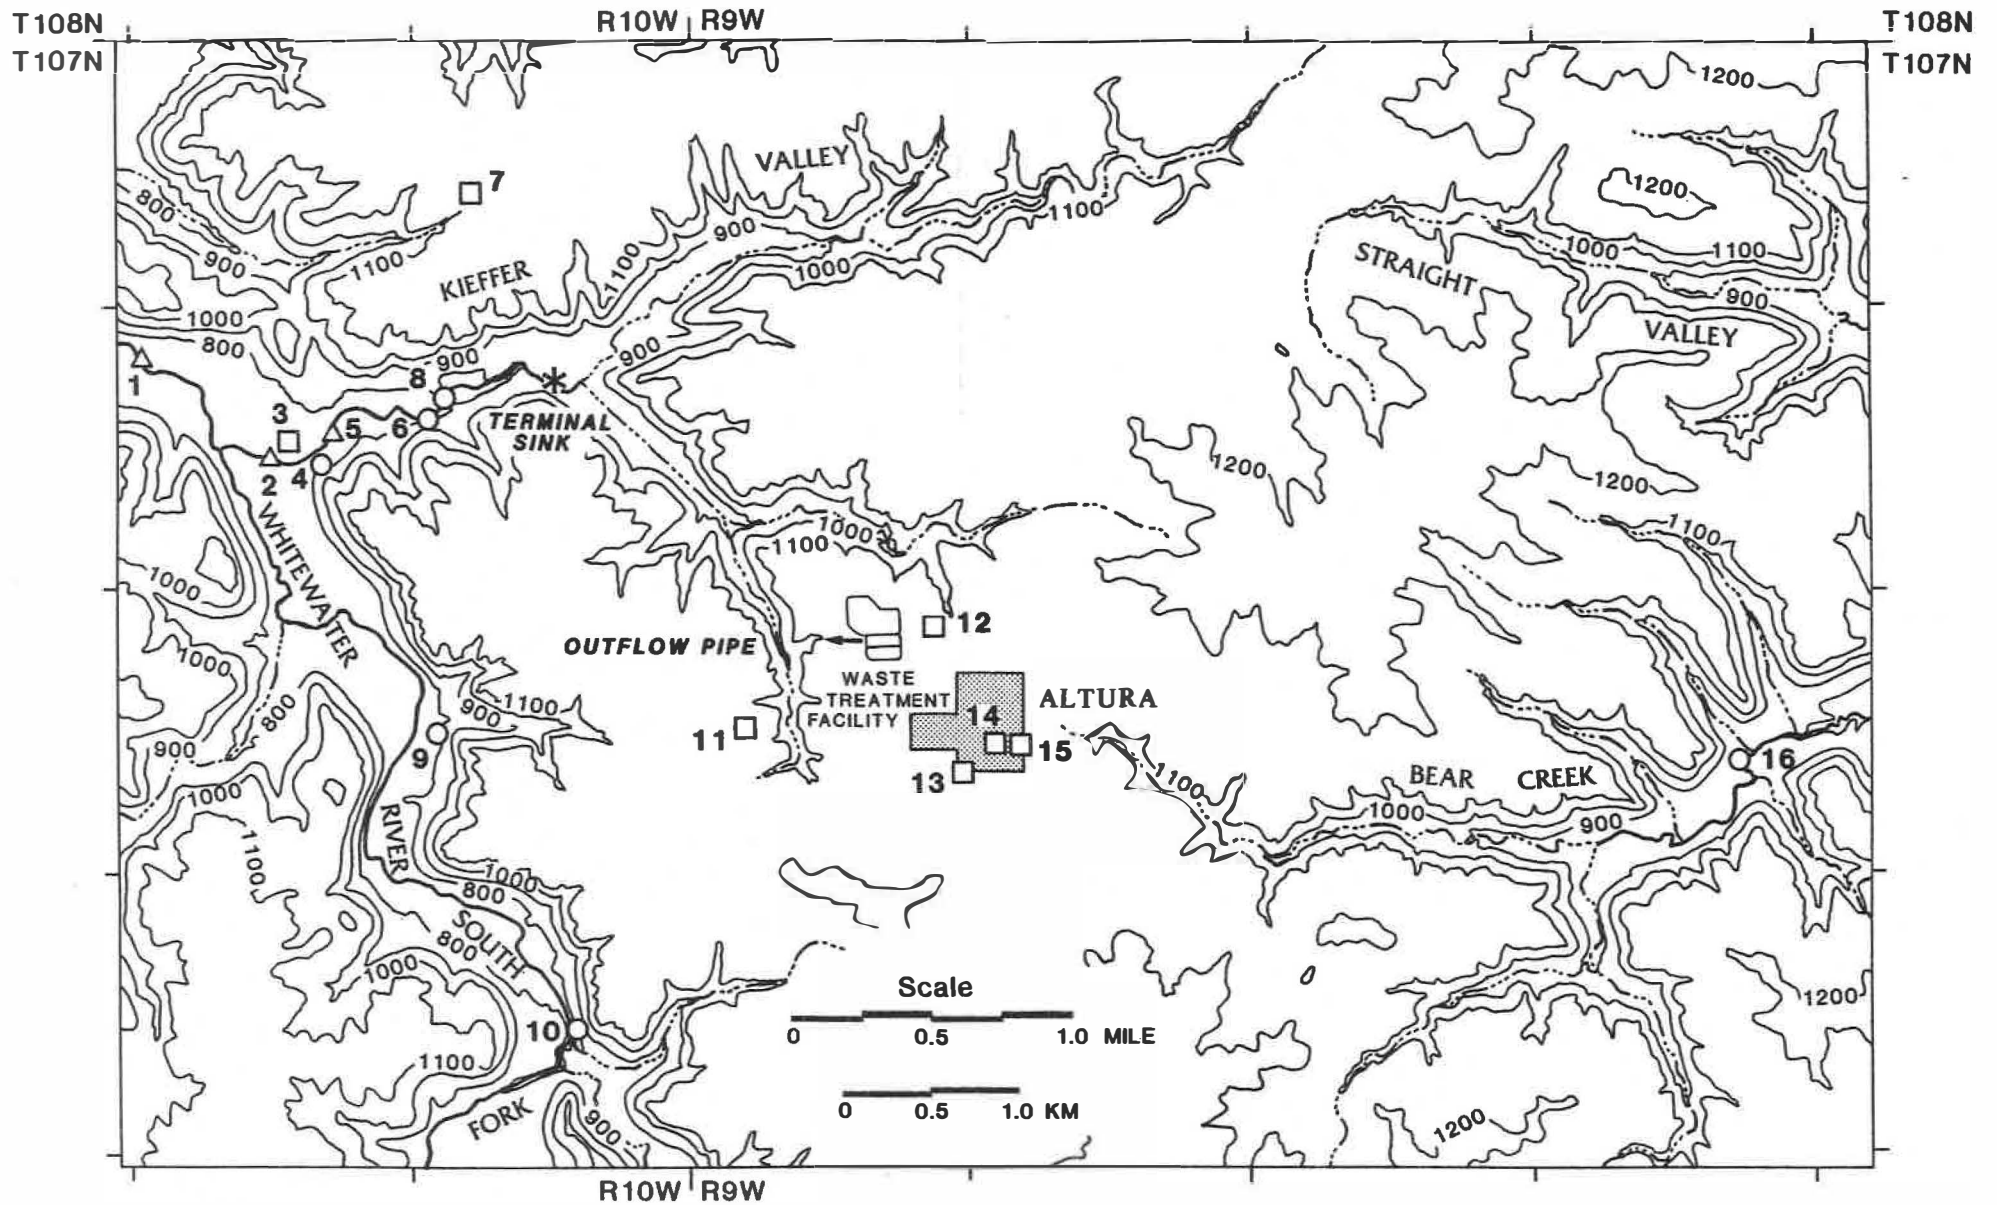 T108N
R10W R9W
T108N
T107N
T107N
1200
VALLEY
7
800
1200
1100
900
1100
900
1000
1100
1000
1100
KIEFFER
STRAIGHT
1000
900
1000
VALLEY
800
900
900
8
1
3
5
6
TERMINAL
SINK
2
4
1200
1200
WHITEWATER
1000
1100
1100
1000
12
OUTFLOW PIPE
1000
WASTE
TREATMENT
FACILITY
ALTURA
800
1100
900
14
11
15
9
900
16
13
1100
BEAR CREEK
1000
1000
900
RIVER
1100
1000
800
SOUTH
800
1000
Scale
1200
10
0 0.5 1.0 MILE
1100
0 0.5 1.0 KM
FORK
900
1200
R10W R9W